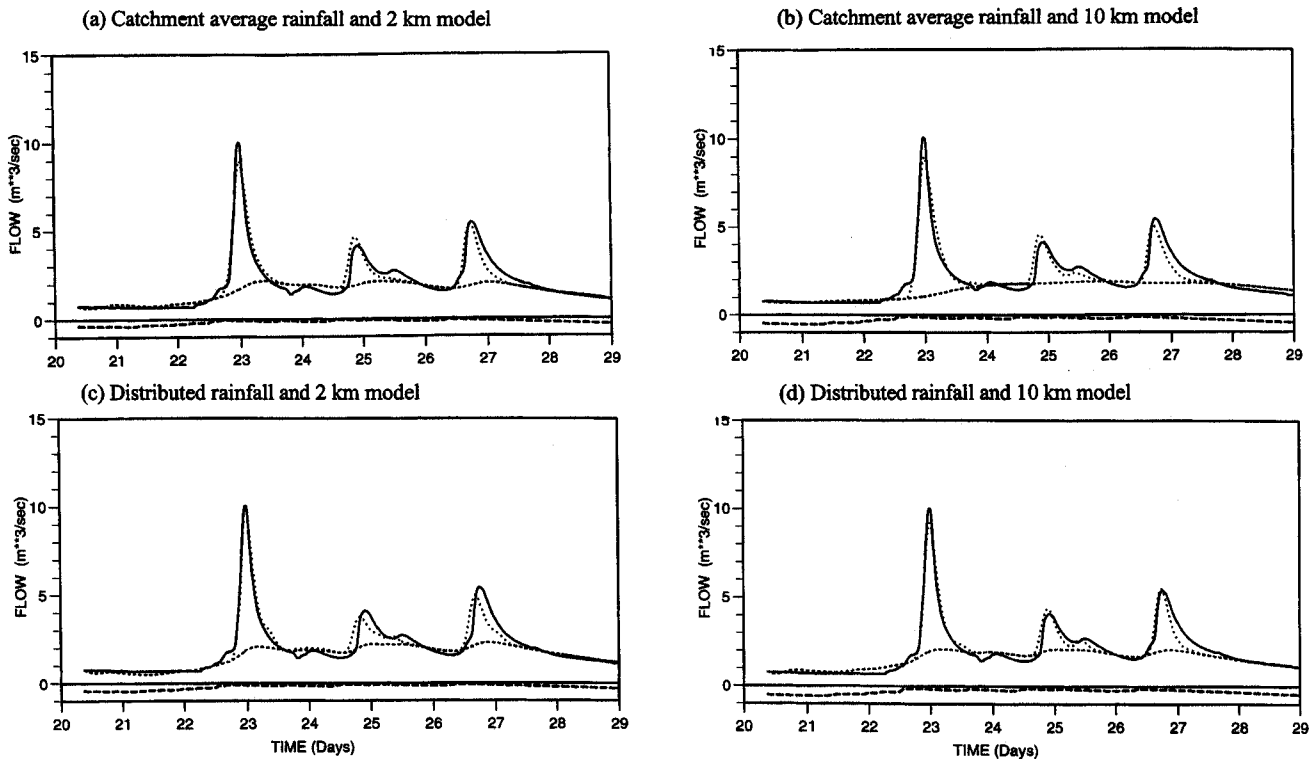 (a) Catchment average rainfall and 2 km model
15
10
5
0
FLOW (m**3/sec)
20 21 22 23 24 25 26 27 28 29
(b) Catchment average rainfall and 10 km model
15
10
5
0
FLOW (m**3/sec)
20 21 22 23 24 25 26 27 28 29
(c) Distributed rainfall and 2 km model
15
10
5
0
FLOW (m**3/sec)
20 21 22 23 24 25 26 27 28 29
TIME (Days)
(d) Distributed rainfall and 10 km model
15
10
5
0
FLOW (m**3/sec)
20 21 22 23 24 25 26 27 28 29
TIME (Days)